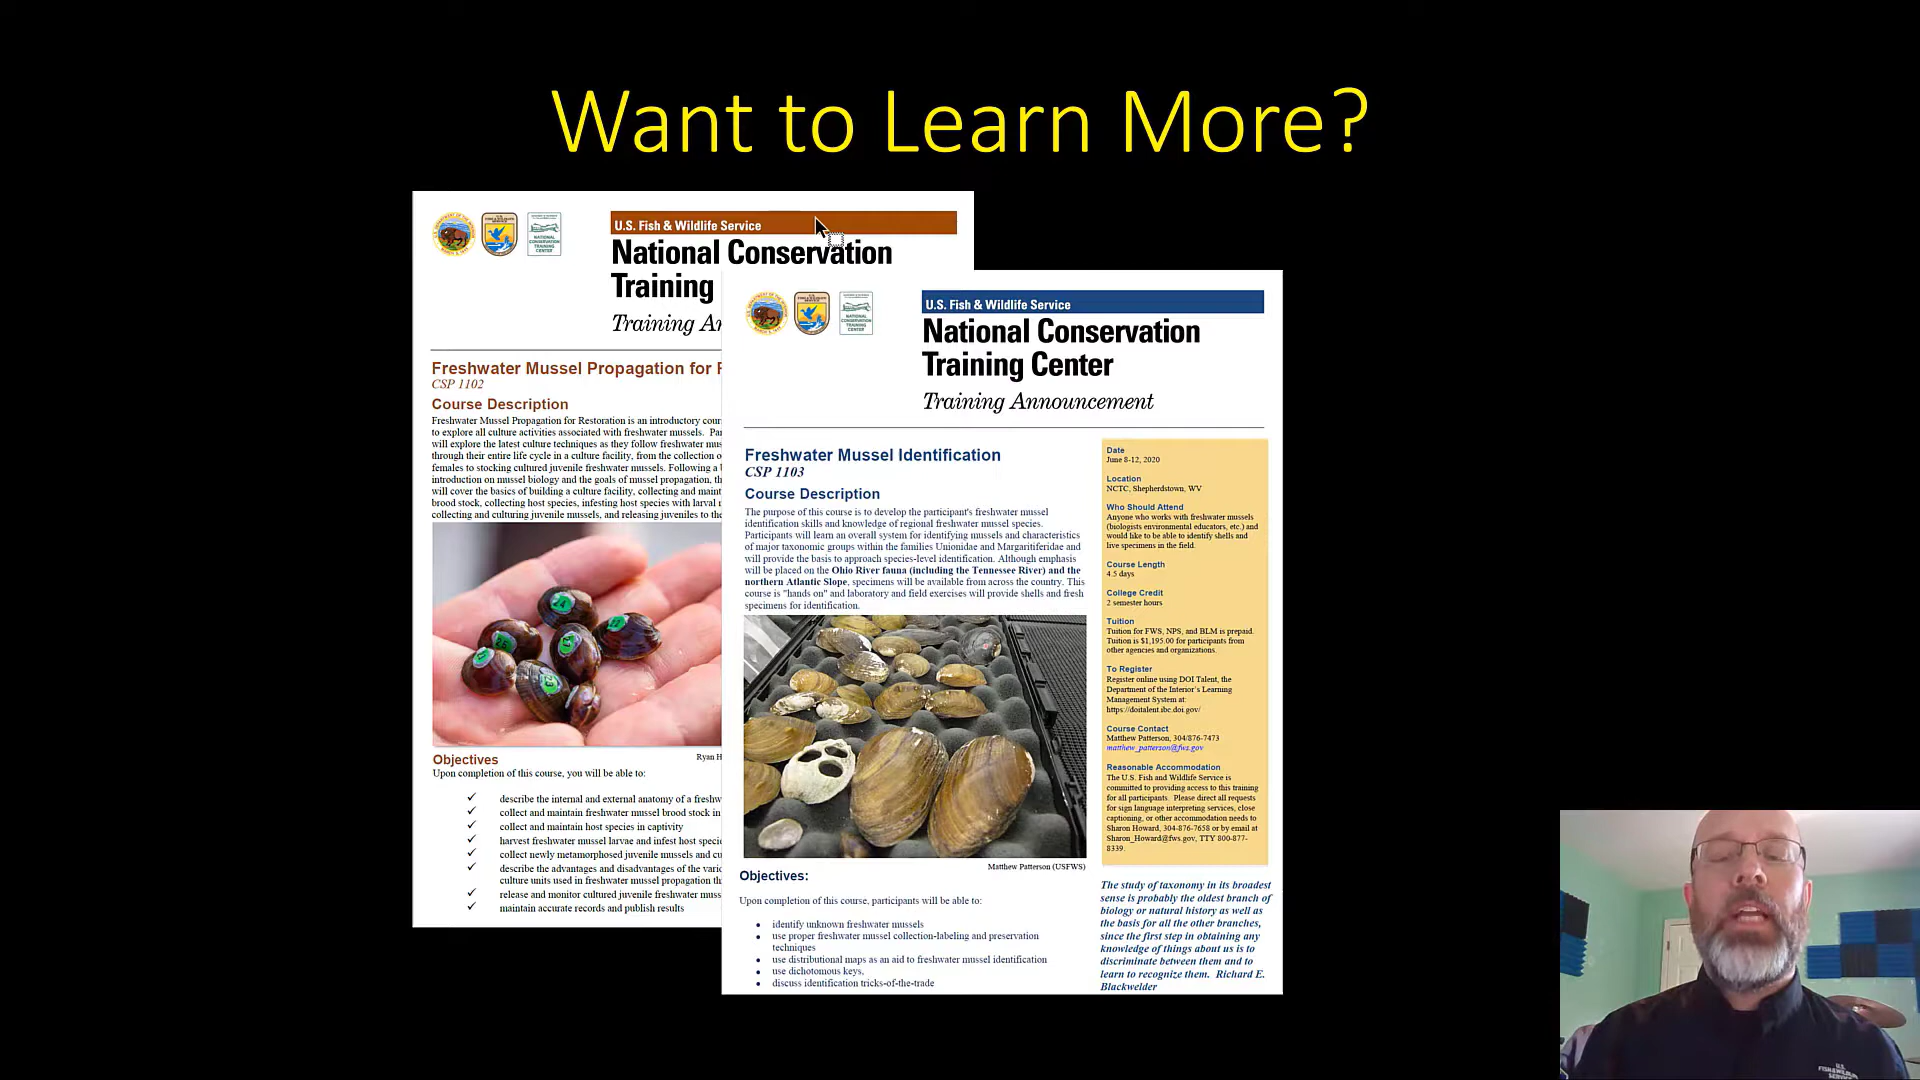 Want to Learn More?
U.S. Fish & Wildlife Service
National Conservation
Training
Training
Freshwater Mussel Propagation for
CSP 1102
Course Description
Freshwater Mussel Propagation for Restoration is an introductory
to explore all culture activities associated with freshwater mussels.
will explore the latest culture techniques as they follow freshwater
through their entire life cycle in a culture facility, from the collection
females to stocking cultured juvenile freshwater mussels. Following a
introduction on mussel biology and the goals of mussel propagation,
will cover the basics of building a culture facility, collecting and
brood stock, collecting host species, infesting host species with larval
collecting and culturing juvenile mussels, and releasing juveniles to
Ryan
Objectives
Upon completion of this course, you will be able to:
describe the internal and external anatomy of a
collect and maintain freshwater mussel brood stock in
collect and maintain host species in captivity
harvest freshwater mussel larvae and infest host
collect newly metamorphosed juvenile mussels and
describe the advantages and disadvantages of the
culture units used in freshwater mussel propagation
release and monitor cultured juvenile freshwater
maintain accurate records and publish results
U.S. Fish & Wildlife Service
National Conservation
Training Center
Training Announcement
Freshwater Mussel Identification
CSP 1103
Course Description
The purpose of this course is to develop the participant's freshwater mussel
identification skills and knowledge of regional freshwater mussel species.
Participants will learn an overall system for identifying mussels and characteristics
of major taxonomic groups within the families Unionidae and Margaritiferidae and
will provide the basis to approach species-level identification. Although emphasis
will be placed on the Ohio River fauna (including the Tennessee River) and the
northern Atlantic Slope, specimens will be available from across the country. This
course is "hands on" and laboratory and field exercises will provide shells and fresh
specimens for identification.
Matthew Patterson (USFWS)
Objectives:
Upon completion of this course, participants will be able to:
identify unknown freshwater mussels
use proper freshwater mussel collection-labeling and preservation
techniques
use distributional maps as an aid to freshwater mussel identification
use dichotomous keys,
discuss identification tricks-of-the-trade
Date
June 8-12, 2020
Location
NCTC, Shepherdstown, WV
Who Should Attend
Anyone who works with freshwater mussels
(biologists environmental educators, etc.) and
would like to be able to identify shells and
live specimens in the field.
Course Length
4.5 days
College Credit
2 semester hours
Tuition
Tuition for FWS, NPS, and BLM is prepaid.
Tuition is $1,195.00 for participants from
other agencies and organizations.
To Register
Register online using DOI Talent, the
Department of the Interior's Learning
Management System at:
https://doitalent.ibc.doi.gov/
Course Contact
Matthew Patterson, 304/876-7473
matthew_patterson@fws.gov
Reasonable Accommodation
The U.S. Fish and Wildlife Service is
committed to providing access to this training
for all participants. Please direct all requests
for sign language interpreting services, close
captioning, or other accommodation needs to
Sharon Howard, 304-876-7658 or by email at
Sharon_Howard@fws.gov, TTY 800-877-
8339.
The study of taxonomy in its broadest
sense is probably the oldest branch of
biology or natural history as well as
the basis for all the other branches,
since the first step in obtaining any
knowledge of things about us is to
discriminate between them and to
learn to recognize them. Richard E.
Blackwelder